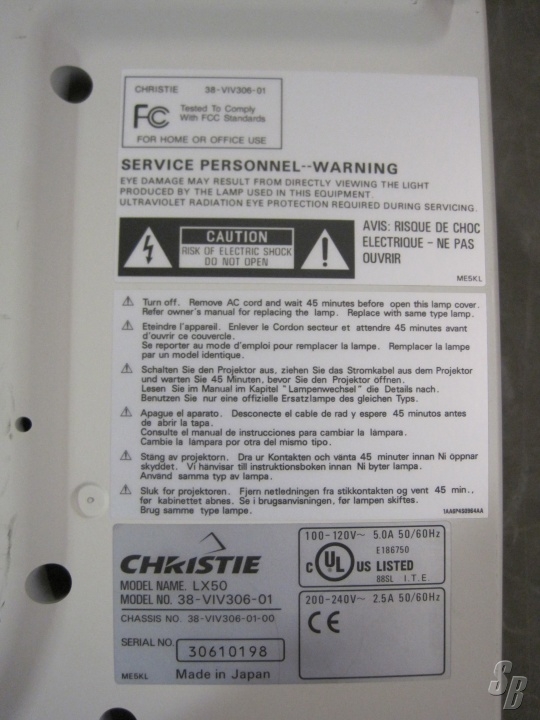 CHRISTIE 38-VIV306-01
FC Tested To Comply
With FCC Standards
FOR HOME OR OFFICE USE
SERVICE PERSONNEL--WARNING
EYE DAMAGE MAY RESULT FROM DIRECTLY VIEWING THE LIGHT
PRODUCED BY THE LAMP USED IN THIS EQUIPMENT.
ULTRAVIOLET RADIATION EYE PROTECTION REQUIRED DURING SERVICING.
CAUTION
RISK OF ELECTRIC SHOCK
DO NOT OPEN
AVIS: RISQUE DE CHOC
ELECTRIQUE - NE PAS
OUVRIR
ME5KL
Turn off. Remove AC cord and wait 45 minutes before open this lamp cover.
Refer owner's manual for replacing the lamp. Replace with same type lamp.
Eteindre l'appareil. Enlever le Cordon secteur et attendre 45 minutes avant
d'ouvrir ce couvercle.
Se reporter au mode d'emploi pour remplacer la lampe. Remplacer la lampe
par un model identique.
Schalten Sie den Projektor aus, ziehen Sie das Stromkabel aus dem Projektor
und warten Sie 45 Minuten, bevor Sie den Projektor öffnen.
Lesen Sie im Manual im Kapitel "Lampenwechsel" die Details nach.
Benutzen Sie nur eine offizielle Ersatzlampe des gleichen Typs.
Apague el aparato. Desconecte el cable de rad y espere 45 minutos antes
de abrir la tapa.
Consulte el manual de instrucciones para cambiar la lámpara.
Cambie la lampara por otra del mismo tipo.
Stäng av projektorn. Dra ur Kontakten och vänta 45 minuter innan Ni öppnar
skyddet. Vi hänvisar till instruktionsboken innan Ni byter lampa.
Använd samma typ av lampa.
Sluk for projektoren. Fjern netledningen fra stikkontakten og vent 45 min.,
før kabinettet åbnes. Se i brugsanvisningen, før lampen skiftes.
Brug samme type lampe.
1AA6P4S0964AA
CHRISTIE
MODEL NAME. LX50
MODEL NO. 38-VIV306-01
CHASSIS NO. 38-VIV306-01-00
SERIAL NO. 30610198
ME5KL Made in Japan
100-120V~ 5.0A 50/60Hz
E186750
C UL US LISTED
88SL I.T.E.
200-240V~ 2.5A 50/60Hz
CE
SB